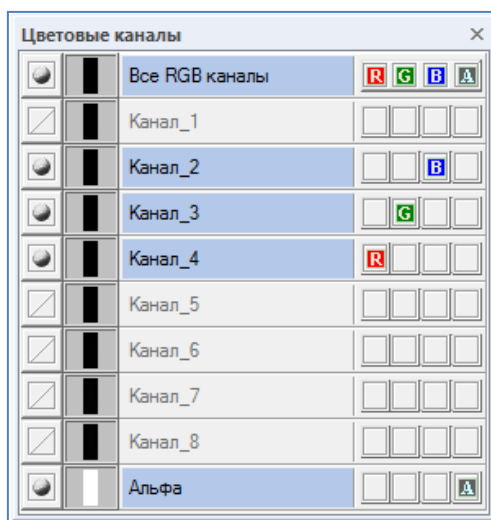 Цветовые каналы
Все RGB каналы R G B A
Канал_1
Канал_2 B
Канал_3 G
Канал_4 R
Канал_5
Канал_6
Канал_7
Канал_8
Альфа A